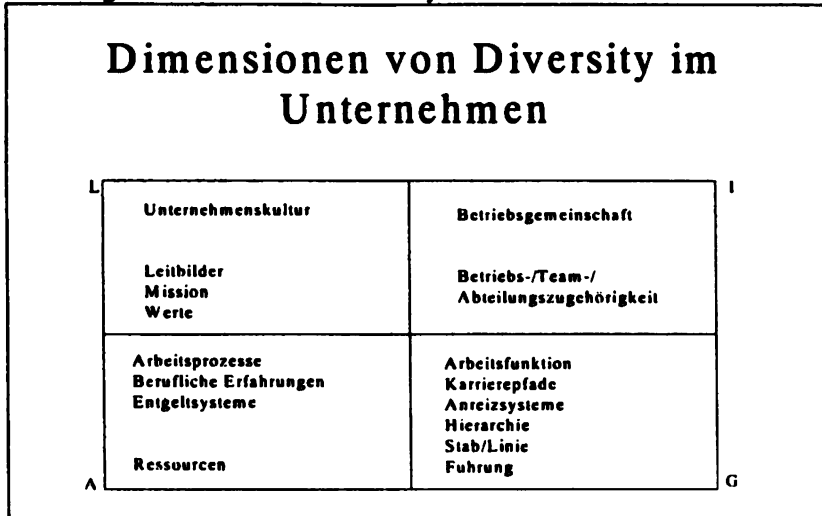 Dimensionen von Diversity im
Unternehmen
L
I
Unternehmenskultur
Leitbilder
Mission
Werte
Betriebsgemeinschaft
Betriebs-/Team-/
Abteilungszugehörigkeit
Arbeitsprozesse
Berufliche Erfahrungen
Entgeltsysteme
Ressourcen
Arbeitsfunktion
Karrierepfade
Anreizsysteme
Hierarchie
Stab/Linie
Fuhrung
A
G